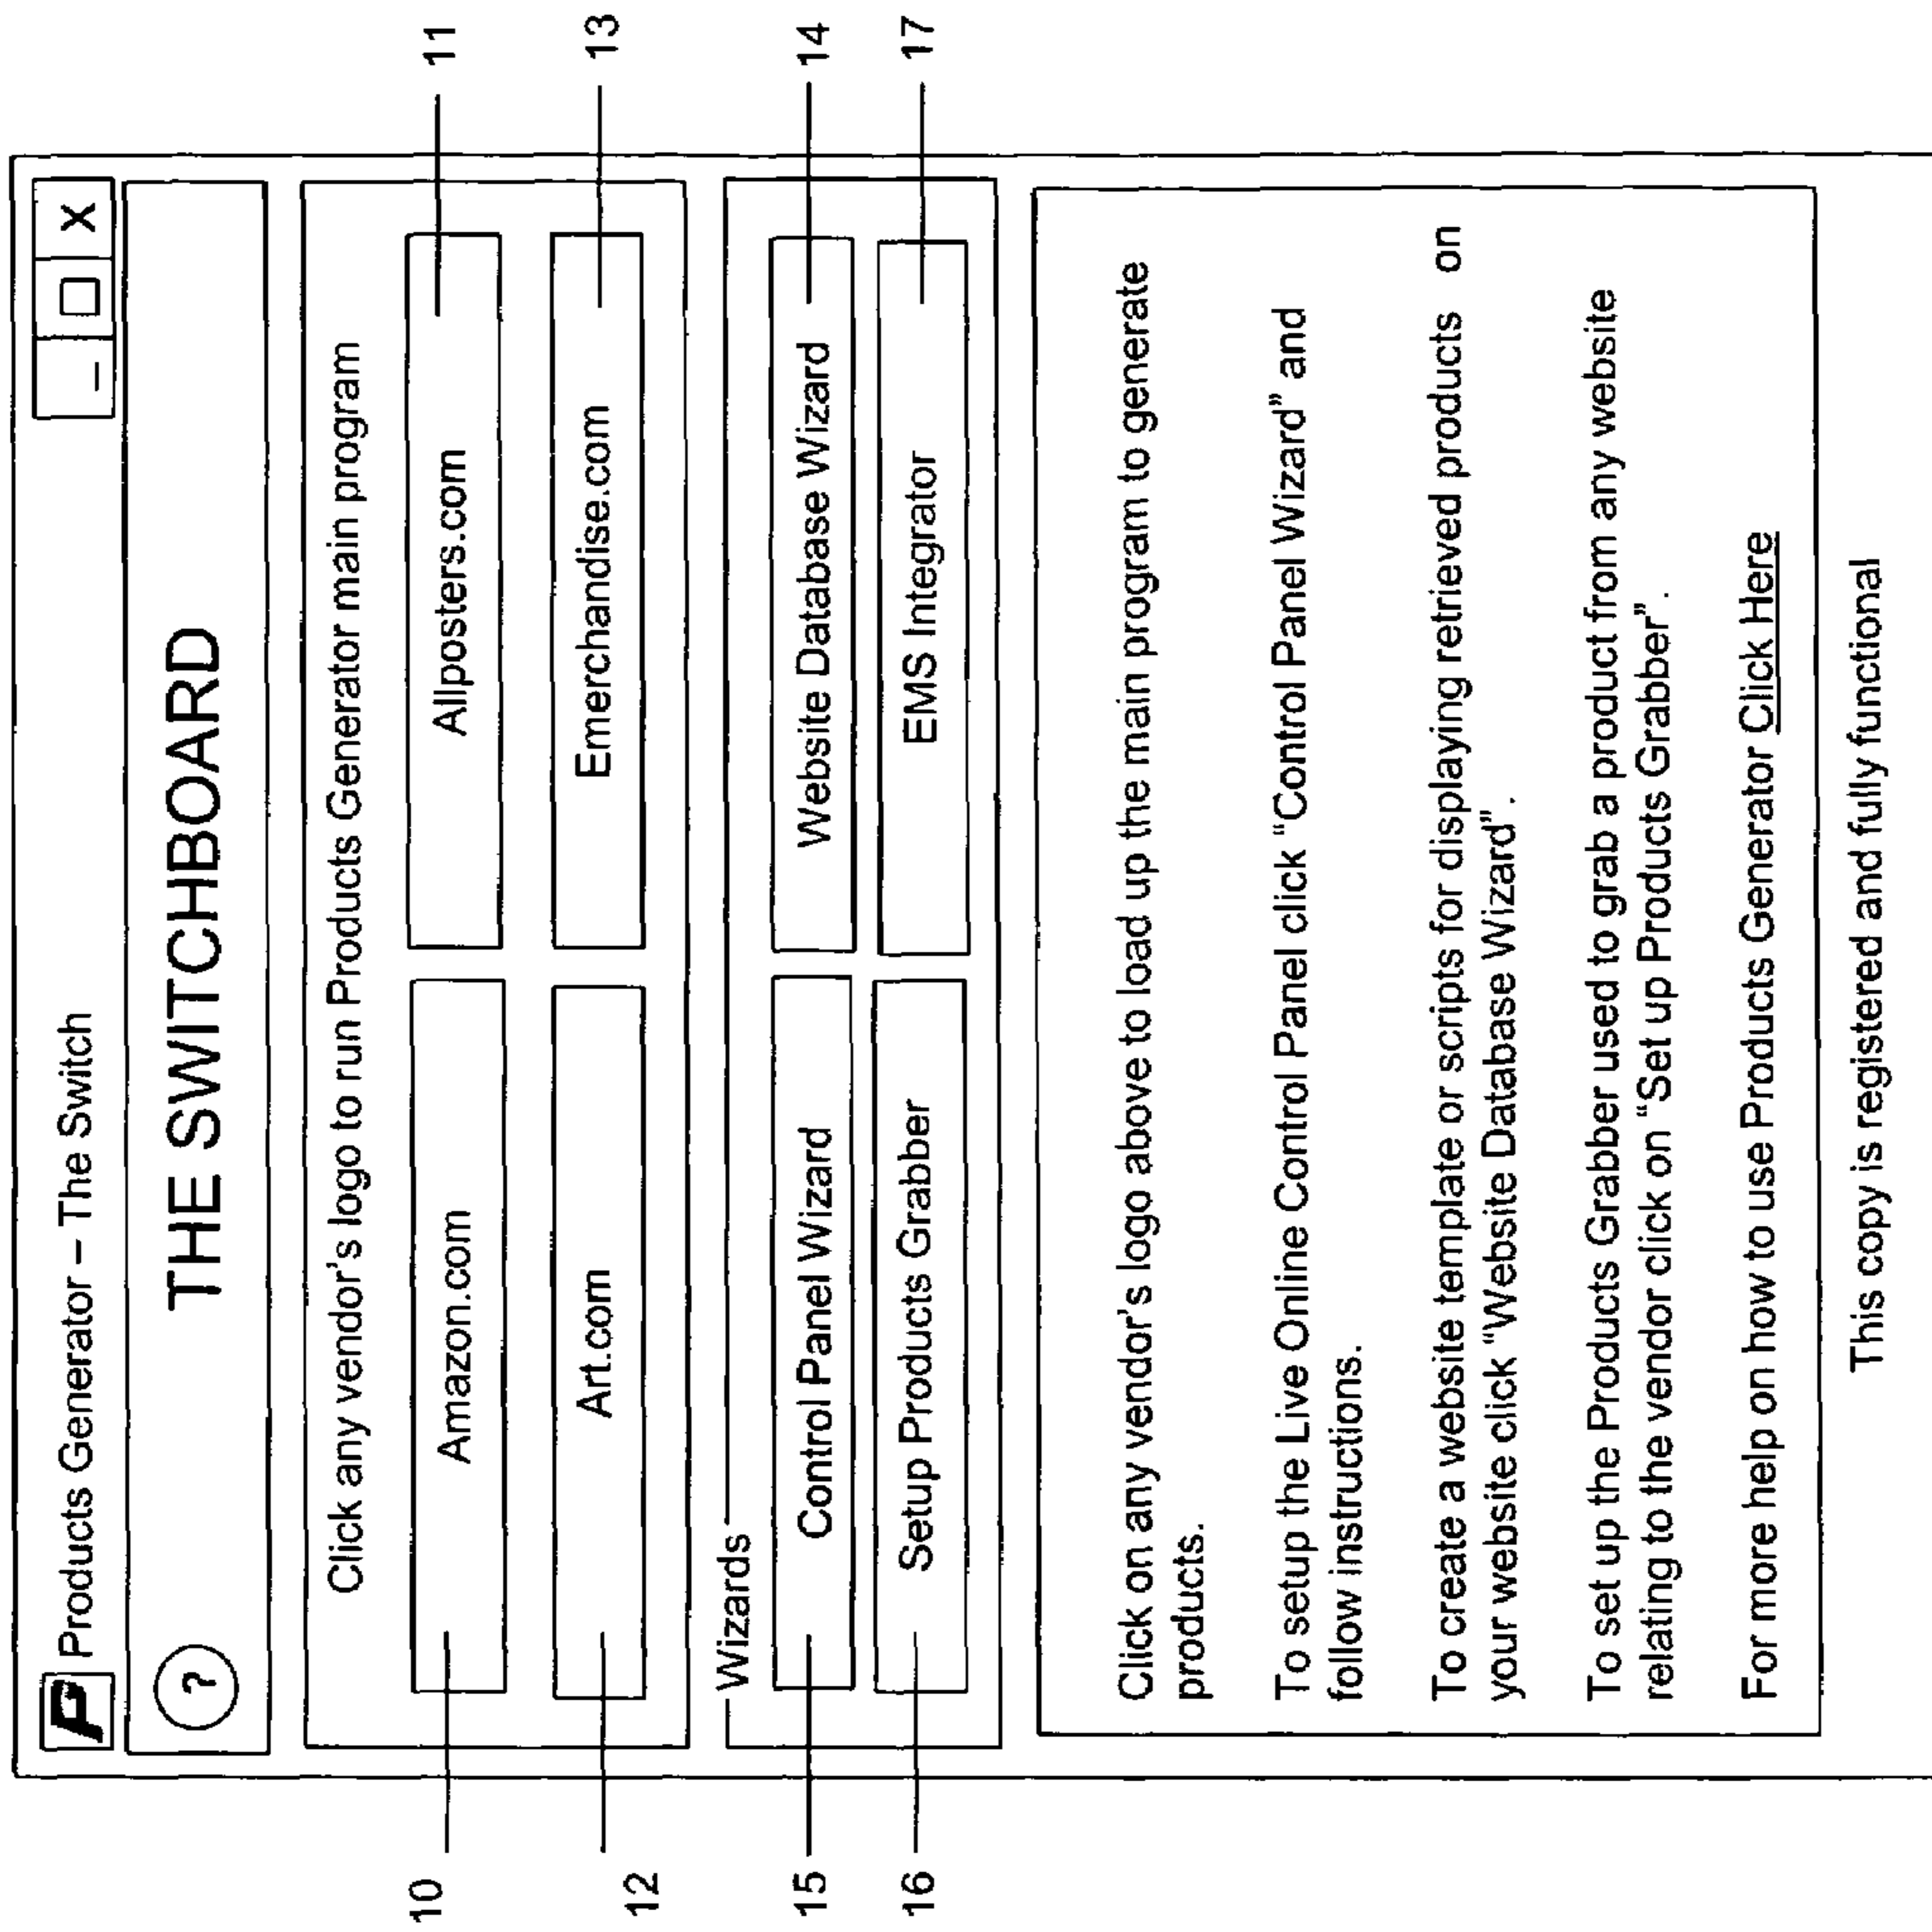 P Products Generator – The Switch _ □ X
? THE SWITCHBOARD
Click any vendor's logo to run Products Generator main program
10 Amazon.com Allposters.com 11
12 Art.com Emerchandise.com 13
Wizards
15 Control Panel Wizard Website Database Wizard 14
16 Setup Products Grabber EMS Integrator 17
Click on any vendor's logo above to load up the main program to generate
products.
To setup the Live Online Control Panel click "Control Panel Wizard" and
follow instructions.
To create a website template or scripts for displaying retrieved products on
your website click "Website Database Wizard".
To set up the Products Grabber used to grab a product from any website
relating to the vendor click on "Set up Products Grabber".
For more help on how to use Products Generator Click Here
This copy is registered and fully functional